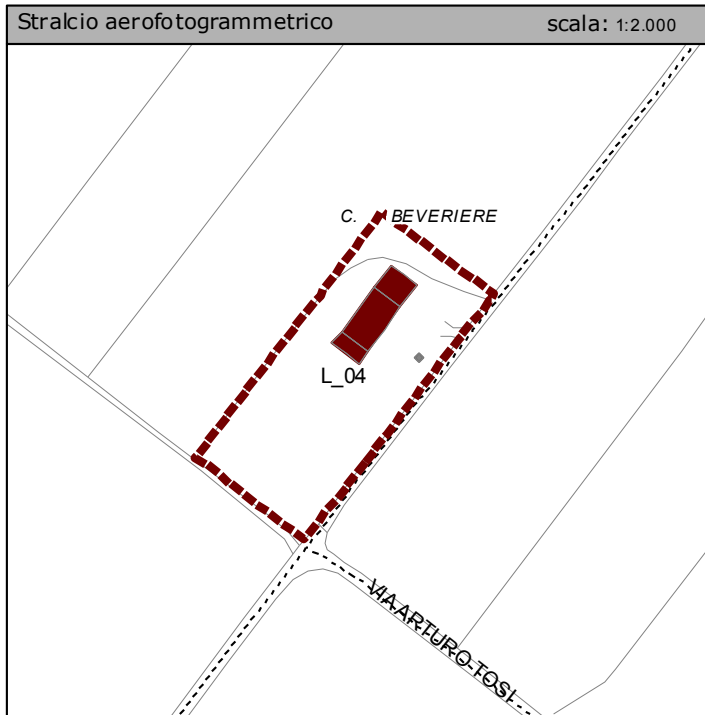 Stralcio aerofotogrammetrico scala: 1:2.000
C. BEVERIERE
L_04
VIA ARTURO TOSI